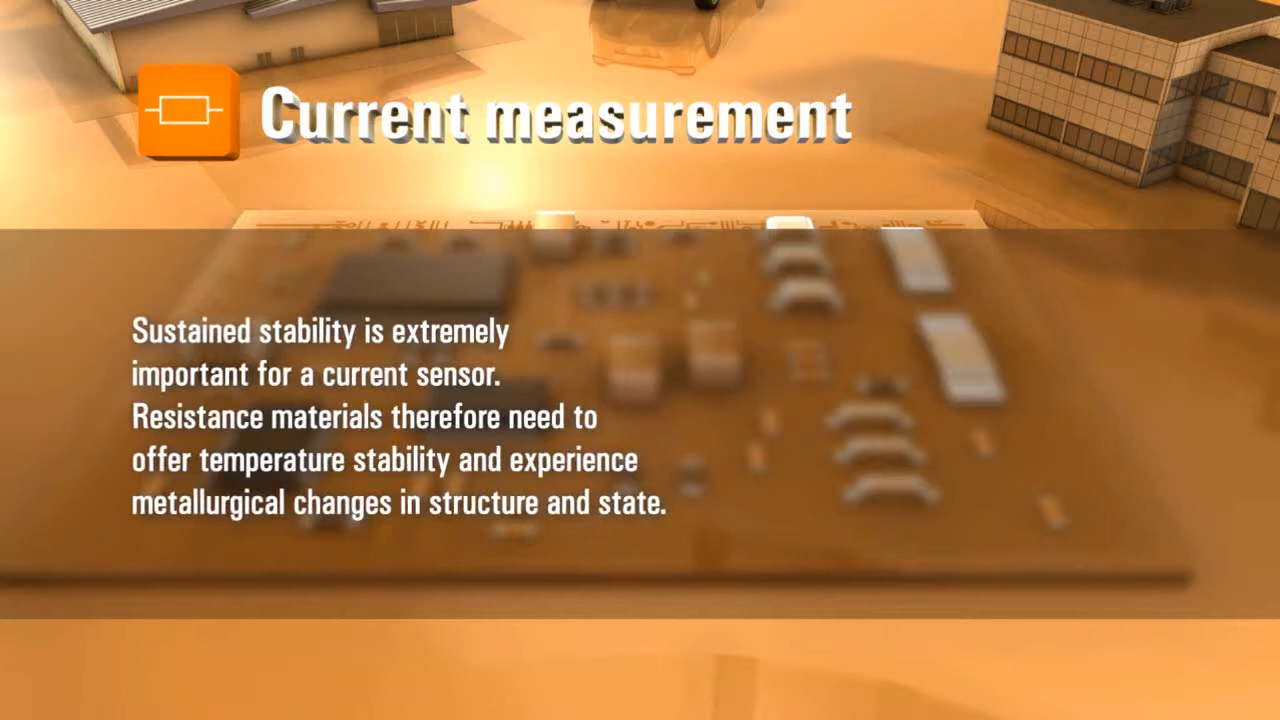 Current measurement
Sustained stability is extremely
important for a current sensor.
Resistance materials therefore need to
offer temperature stability and experience
metallurgical changes in structure and state.